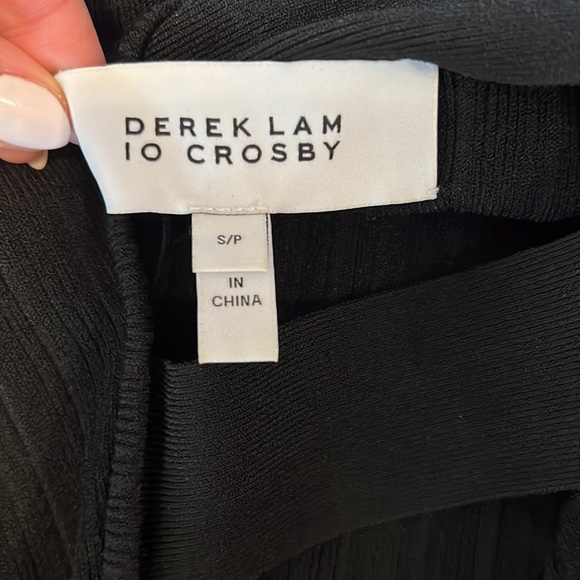 DEREK LAM
10 CROSBY
S/P
IN
CHINA